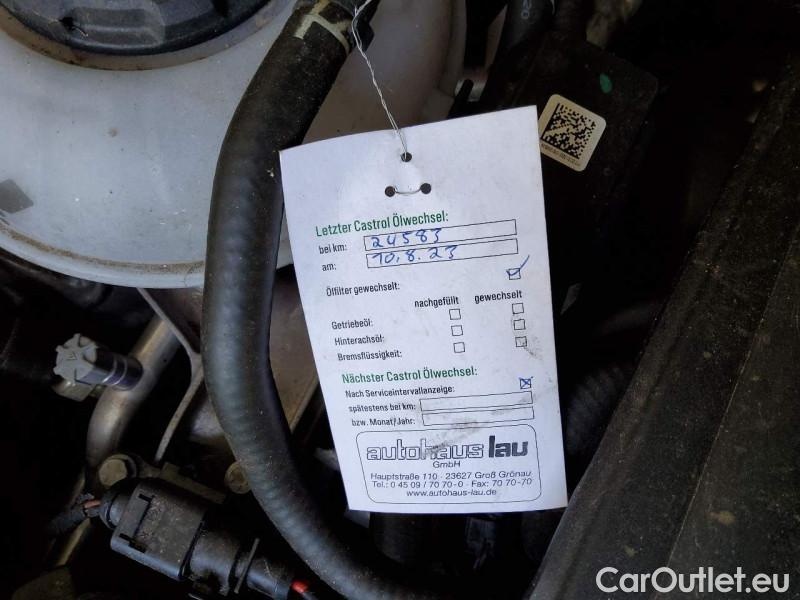 20
Letzter Castrol Ölwechsel:
bei km: 24583
am: 10.8.23
Ölfilter gewechselt:
nachgefüllt gewechselt
Getriebeöl:
Hinterachsöl:
Bremsflüssigkeit:
Nächster Castrol Ölwechsel:
Nach Serviceintervallanzeige:
spätestens bei km:
bzw. Monat/Jahr:
autohaus lau
GmbH
Hauptstraße 110 · 23627 Groß Grönau
Tel.: 0 45 09 / 70 70-0 · Fax: 70 70-70
www.autohaus-lau.de
CarOutlet.eu